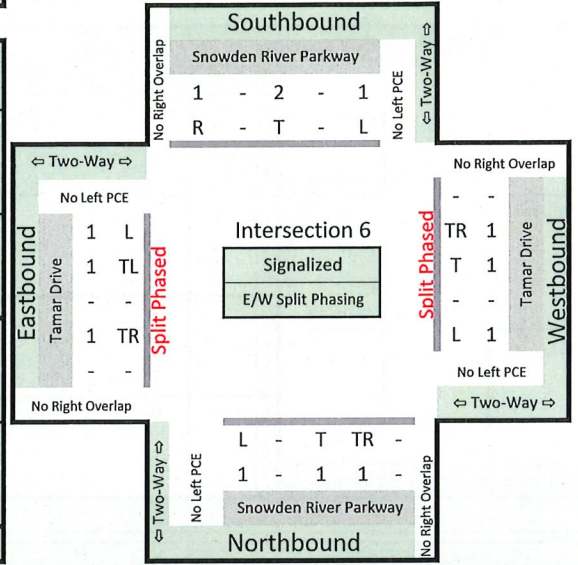 Southbound
Snowden River Parkway
No Right Overlap
1 - 2 - 1
R - T - L
No Left PCE
⇦ Two-Way ⇨
⇦ Two-Way ⇨
No Left PCE
Eastbound
Tamar Drive
1 L
1 TL
- -
1 TR
- -
Split Phased
No Right Overlap
Intersection 6
Signalized
E/W Split Phasing
No Right Overlap
Split Phased
- -
TR 1
T 1
- -
L 1
Tamar Drive
Westbound
No Left PCE
⇦ Two-Way ⇨
⇦ Two-Way ⇨
No Left PCE
L - T TR -
1 - 1 1 -
Snowden River Parkway
No Right Overlap
Northbound